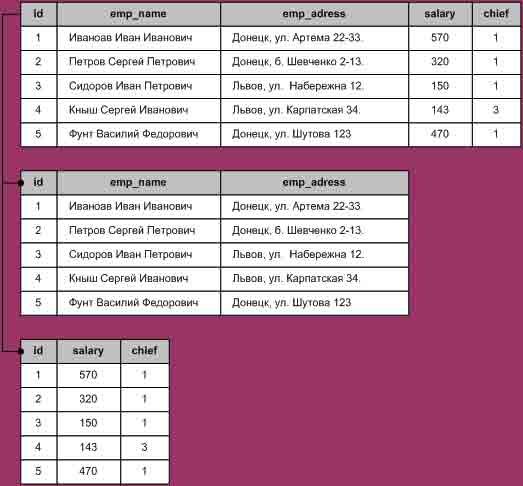 id emp_name emp_adress salary chief
1 Иваноав Иван Иванович Донецк, ул. Артема 22-33. 570 1
2 Петров Сергей Петрович Донецк, б. Шевченко 2-13. 320 1
3 Сидоров Иван Петрович Львов, ул. Набережна 12. 150 1
4 Кныш Сергей Иванович Львов, ул. Карпатская 34. 143 3
5 Фунт Василий Федорович Донецк, ул. Шутова 123 470 1
id emp_name emp_adress
1 Иваноав Иван Иванович Донецк, ул. Артема 22-33.
2 Петров Сергей Петрович Донецк, б. Шевченко 2-13.
3 Сидоров Иван Петрович Львов, ул. Набережна 12.
4 Кныш Сергей Иванович Львов, ул. Карпатская 34.
5 Фунт Василий Федорович Донецк, ул. Шутова 123
id salary chief
1 570 1
2 320 1
3 150 1
4 143 3
5 470 1